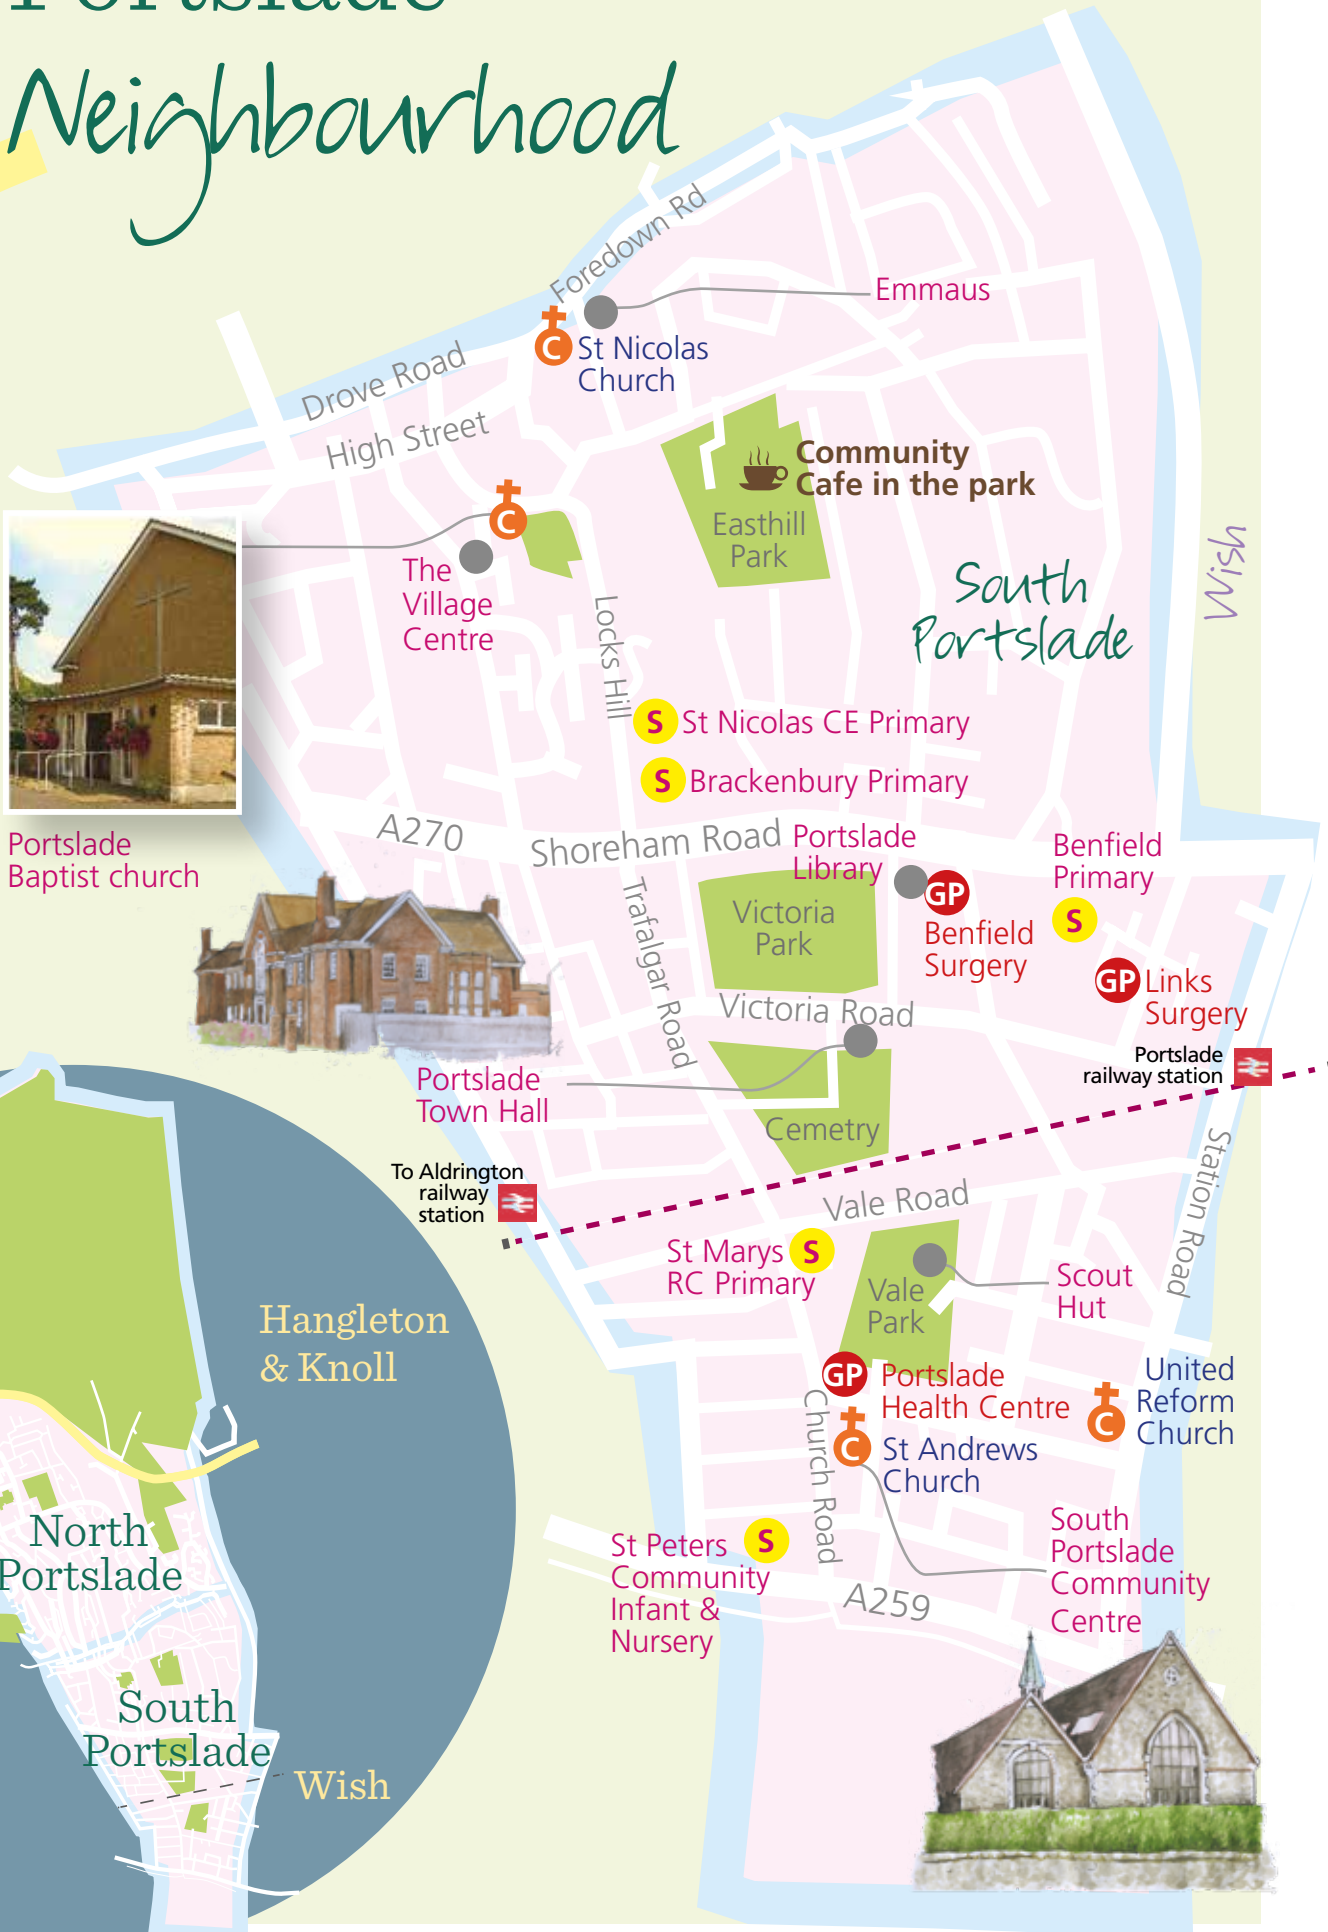 Portslade
Neighbourhood
Foredown Rd
Emmaus
C
St Nicolas
Church
Drove Road
High Street
Community
Cafe in the park
Easthill
Park
C
The
Village
Centre
South
Portslade
Wish
Locks Hill
S St Nicolas CE Primary
S Brackenbury Primary
A270
Shoreham Road
Portslade
Library
Benfield
Primary
Portslade
Baptist church
Trafalgar Road
Victoria
Park
GP
Benfield
Surgery
S
GP Links
Surgery
Victoria Road
Portslade
railway station
Portslade
Town Hall
Cemetry
To Aldrington
railway
station
Station Road
Vale Road
St Marys
RC Primary
S
Vale
Park
Scout
Hut
Hangleton
& Knoll
GP Portslade
Health Centre
United
Reform
Church
C
Church Road
C St Andrews
Church
South
Portslade
Community
Centre
St Peters
Community
Infant &
Nursery
S
A259
North
Portslade
South
Portslade
Wish